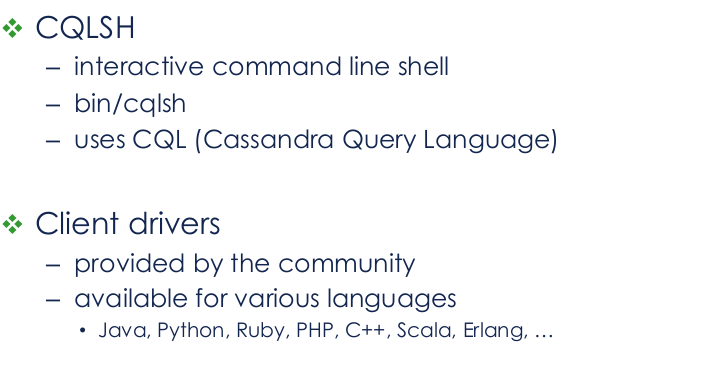 ❖ CQLSH
– interactive command line shell
– bin/cqlsh
– uses CQL (Cassandra Query Language)
❖ Client drivers
– provided by the community
– available for various languages
• Java, Python, Ruby, PHP, C++, Scala, Erlang, …